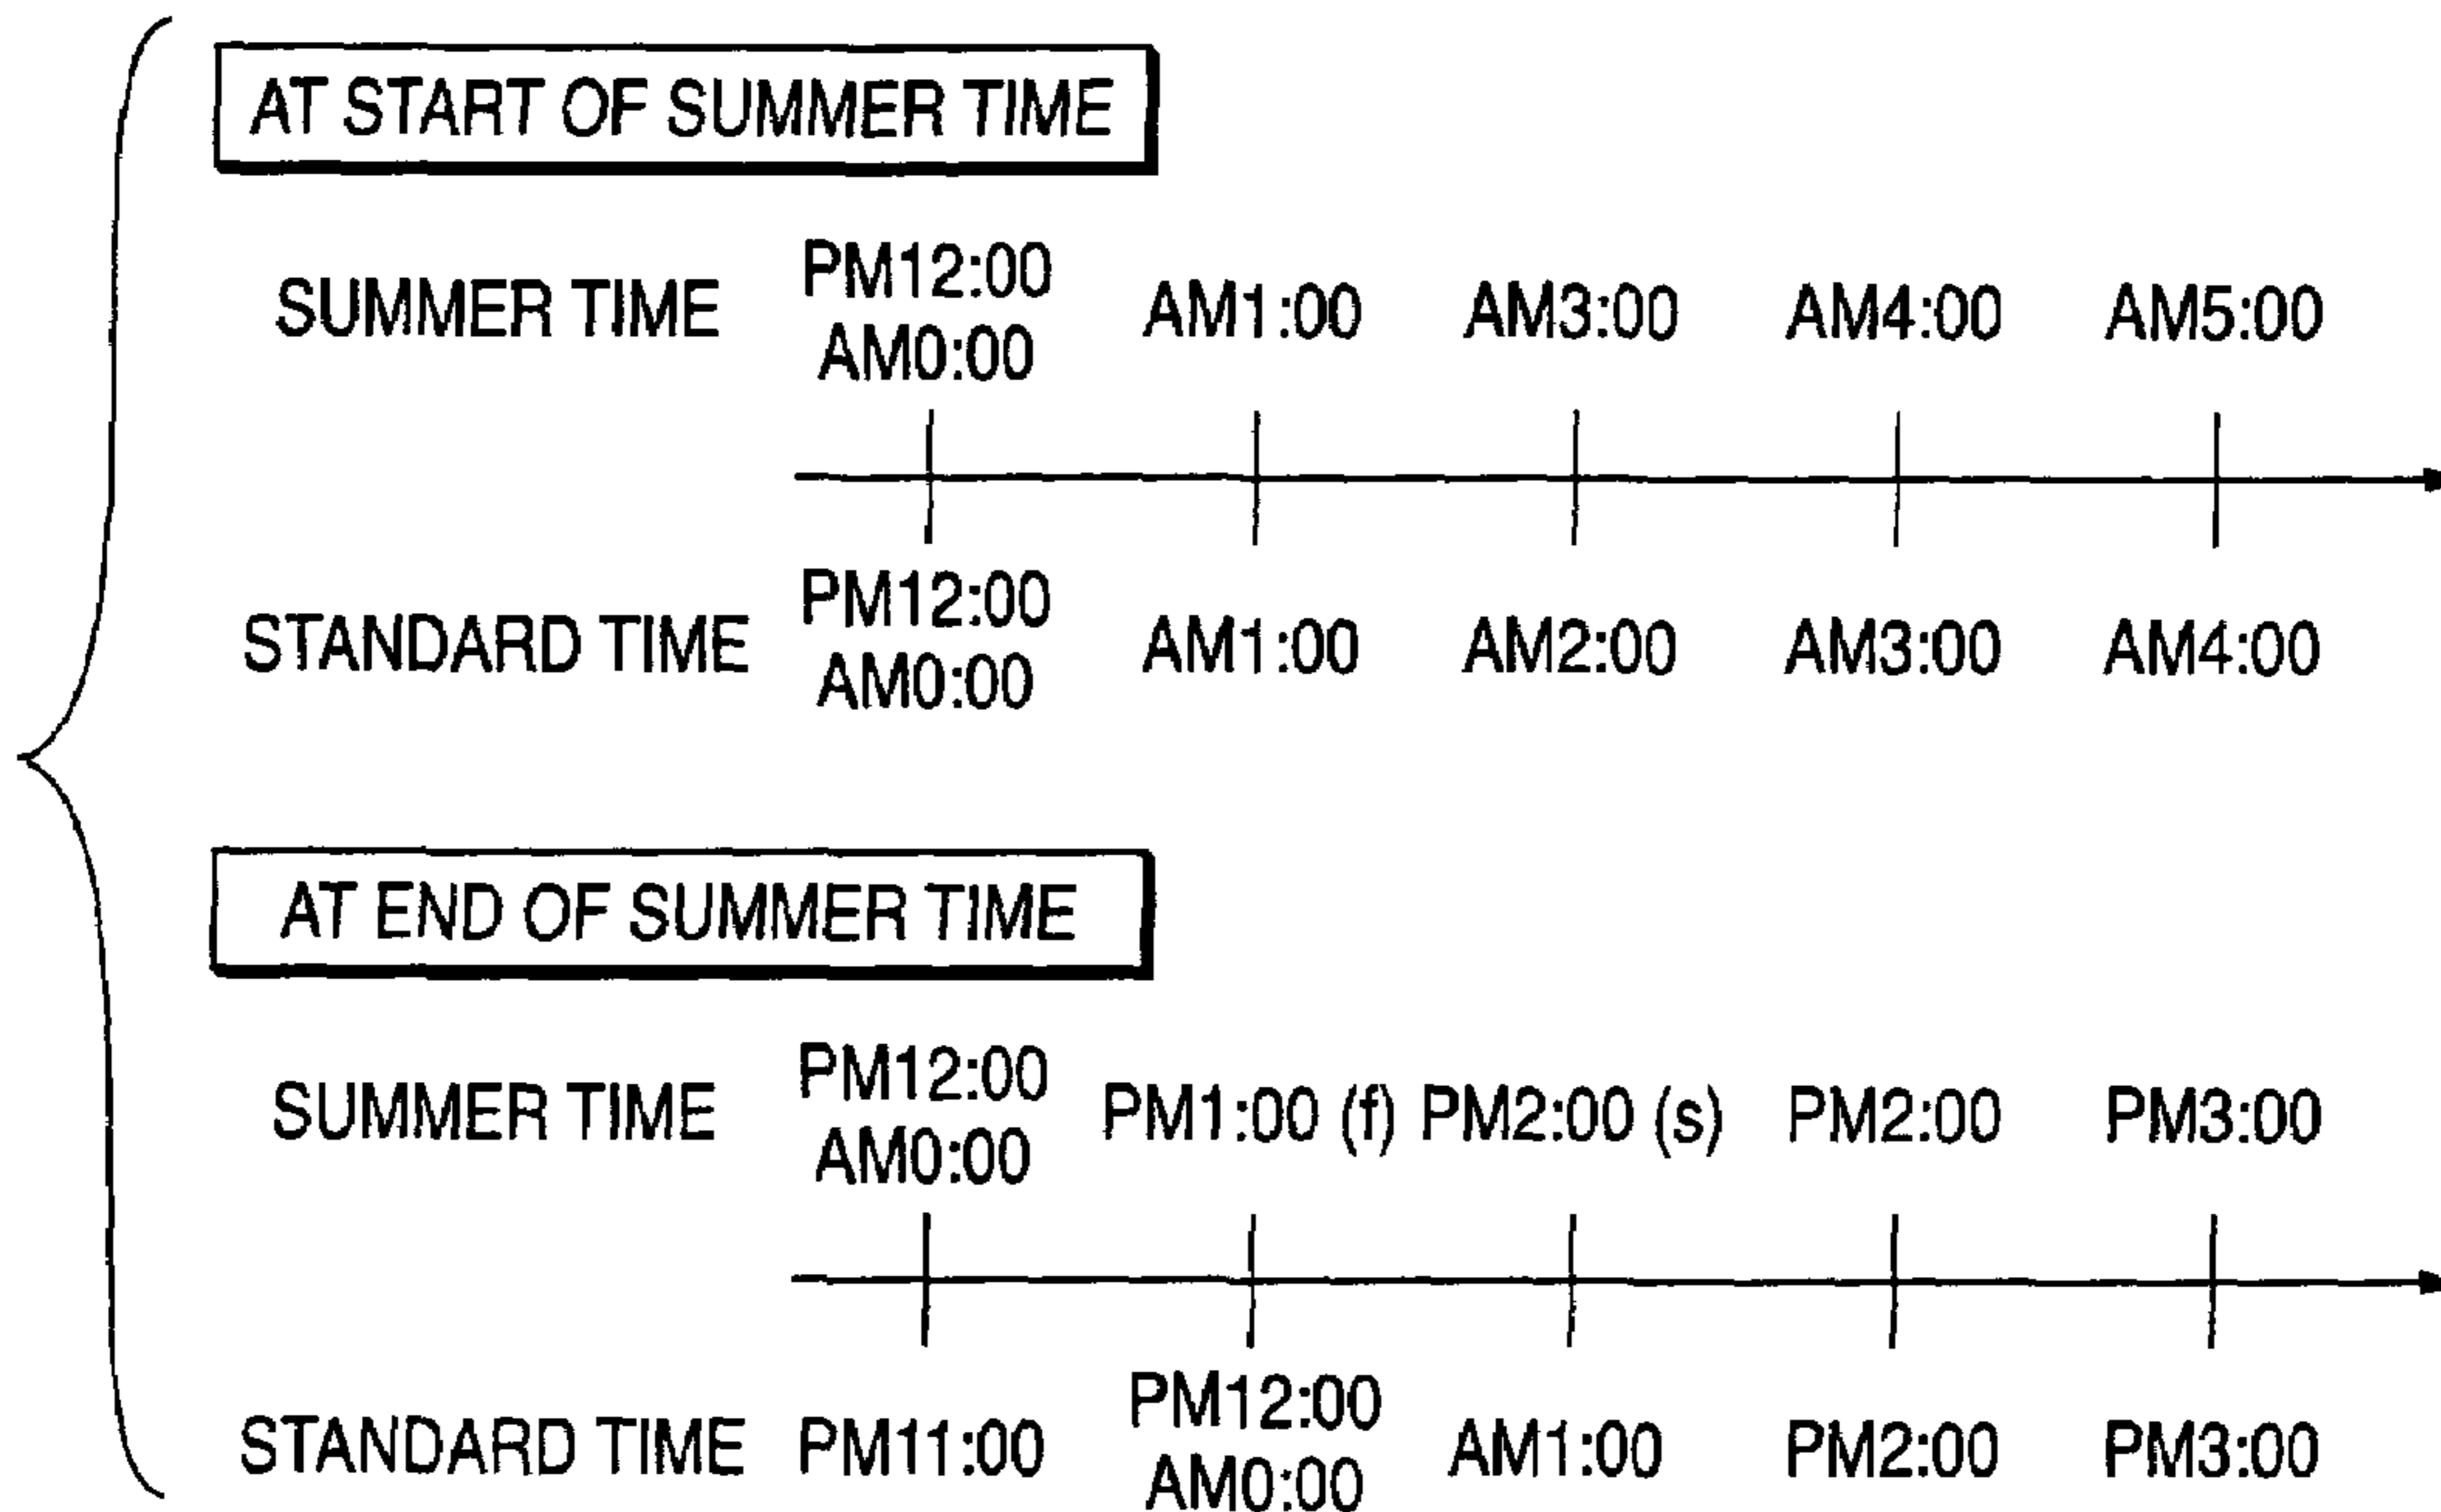 AT START OF SUMMER TIME
SUMMER TIME PM12:00 AM0:00 AM1:00 AM3:00 AM4:00 AM5:00
STANDARD TIME PM12:00 AM0:00 AM1:00 AM2:00 AM3:00 AM4:00
AT END OF SUMMER TIME
SUMMER TIME PM12:00 AM0:00 PM1:00 (f) PM2:00 (s) PM2:00 PM3:00
STANDARD TIME PM11:00 PM12:00 AM0:00 AM1:00 PM2:00 PM3:00